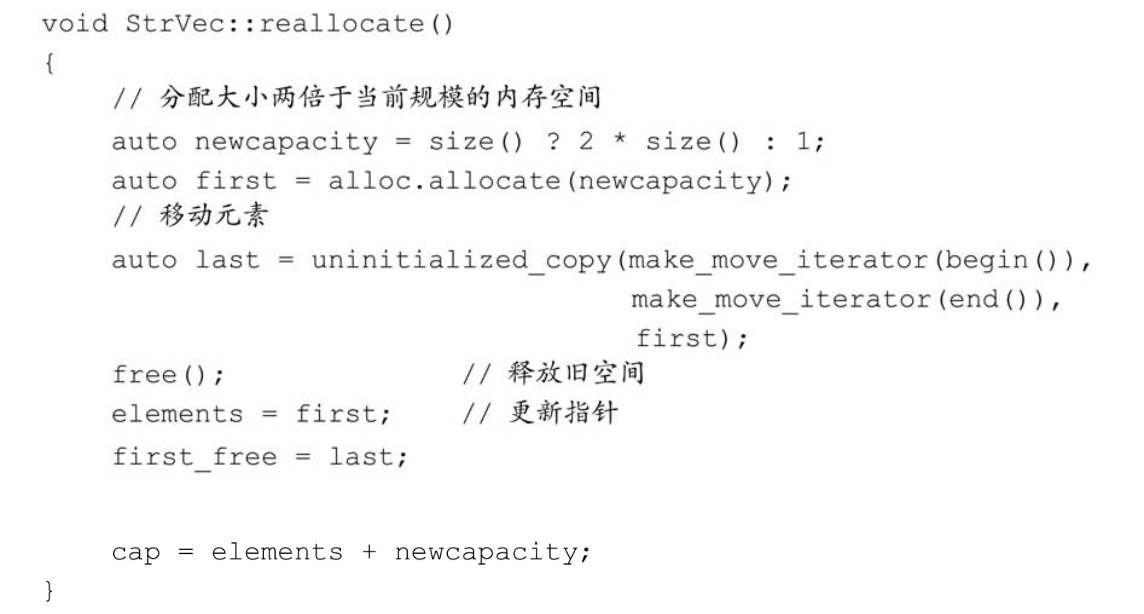 void StrVec::reallocate()
{
    // 分配大小两倍于当前规模的内存空间
    auto newcapacity = size() ? 2 * size() : 1;
    auto first = alloc.allocate(newcapacity);
    // 移动元素
    auto last = uninitialized_copy(make_move_iterator(begin()),
                                   make_move_iterator(end()),
                                   first);
    free();              // 释放旧空间
    elements = first;    // 更新指针
    first_free = last;
    cap = elements + newcapacity;
}